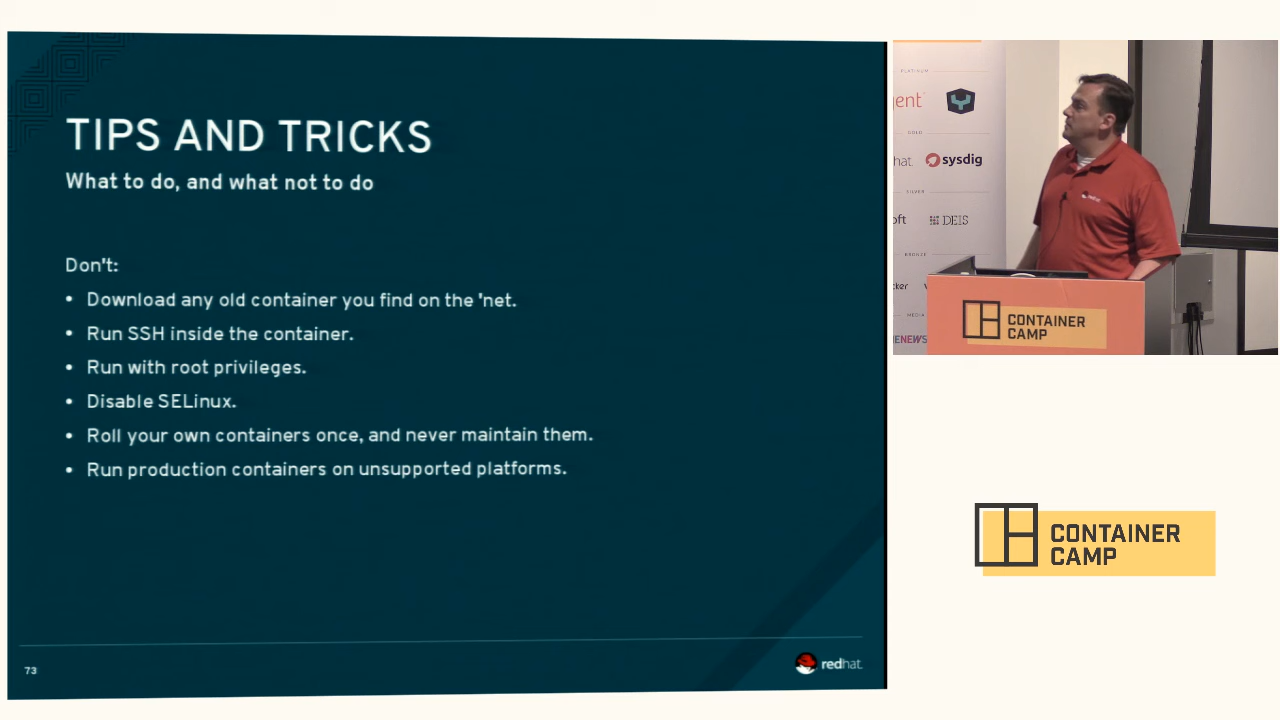 TIPS AND TRICKS
What to do, and what not to do
Don't:
• Download any old container you find on the 'net.
• Run SSH inside the container.
• Run with root privileges.
• Disable SELinux.
• Roll your own containers once, and never maintain them.
• Run production containers on unsupported platforms.
73
redhat.
PLATINUM
GOLD
hat.
sysdig
SILVER
oft
DEIS
BRONZE
cker
MEDIA
ENEWS
CONTAINER
CAMP
CONTAINER
CAMP